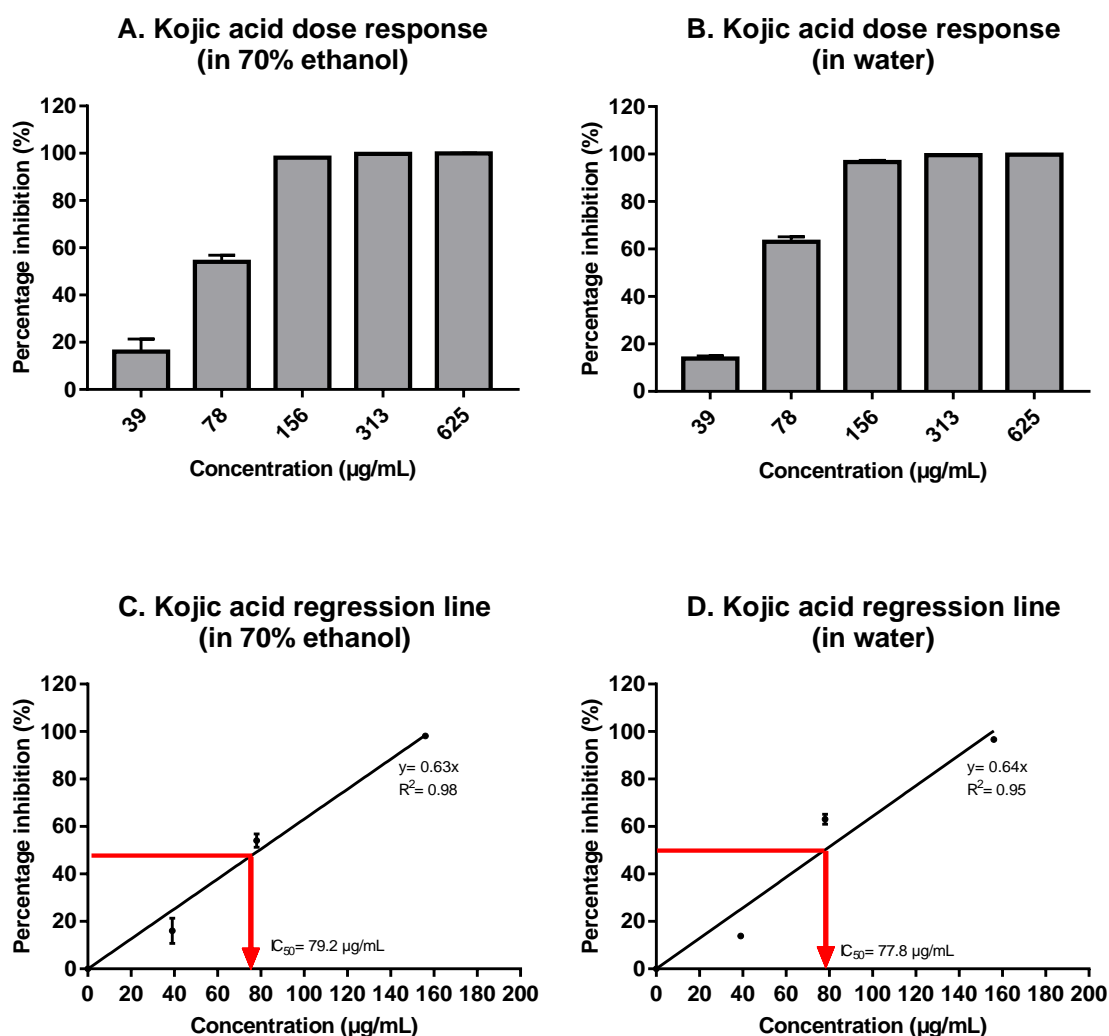 A. Kojic acid dose response
(in 70% ethanol)
Percentage inhibition (%)
120
100
80
60
40
20
0
39
78
156
313
625
Concentration (µg/mL)
B. Kojic acid dose response
(in water)
Percentage inhibition (%)
120
100
80
60
40
20
0
39
78
156
313
625
Concentration (µg/mL)
C. Kojic acid regression line
(in 70% ethanol)
Percentage inhibition (%)
120
100
80
60
40
20
0
y= 0.63x
R²= 0.98
IC₅₀= 79.2 µg/mL
0 20 40 60 80 100 120 140 160 180 200
Concentration (µg/mL)
D. Kojic acid regression line
(in water)
Percentage inhibition (%)
120
100
80
60
40
20
0
y= 0.64x
R²= 0.95
IC₅₀= 77.8 µg/mL
0 20 40 60 80 100 120 140 160 180 200
Concentration (µg/mL)